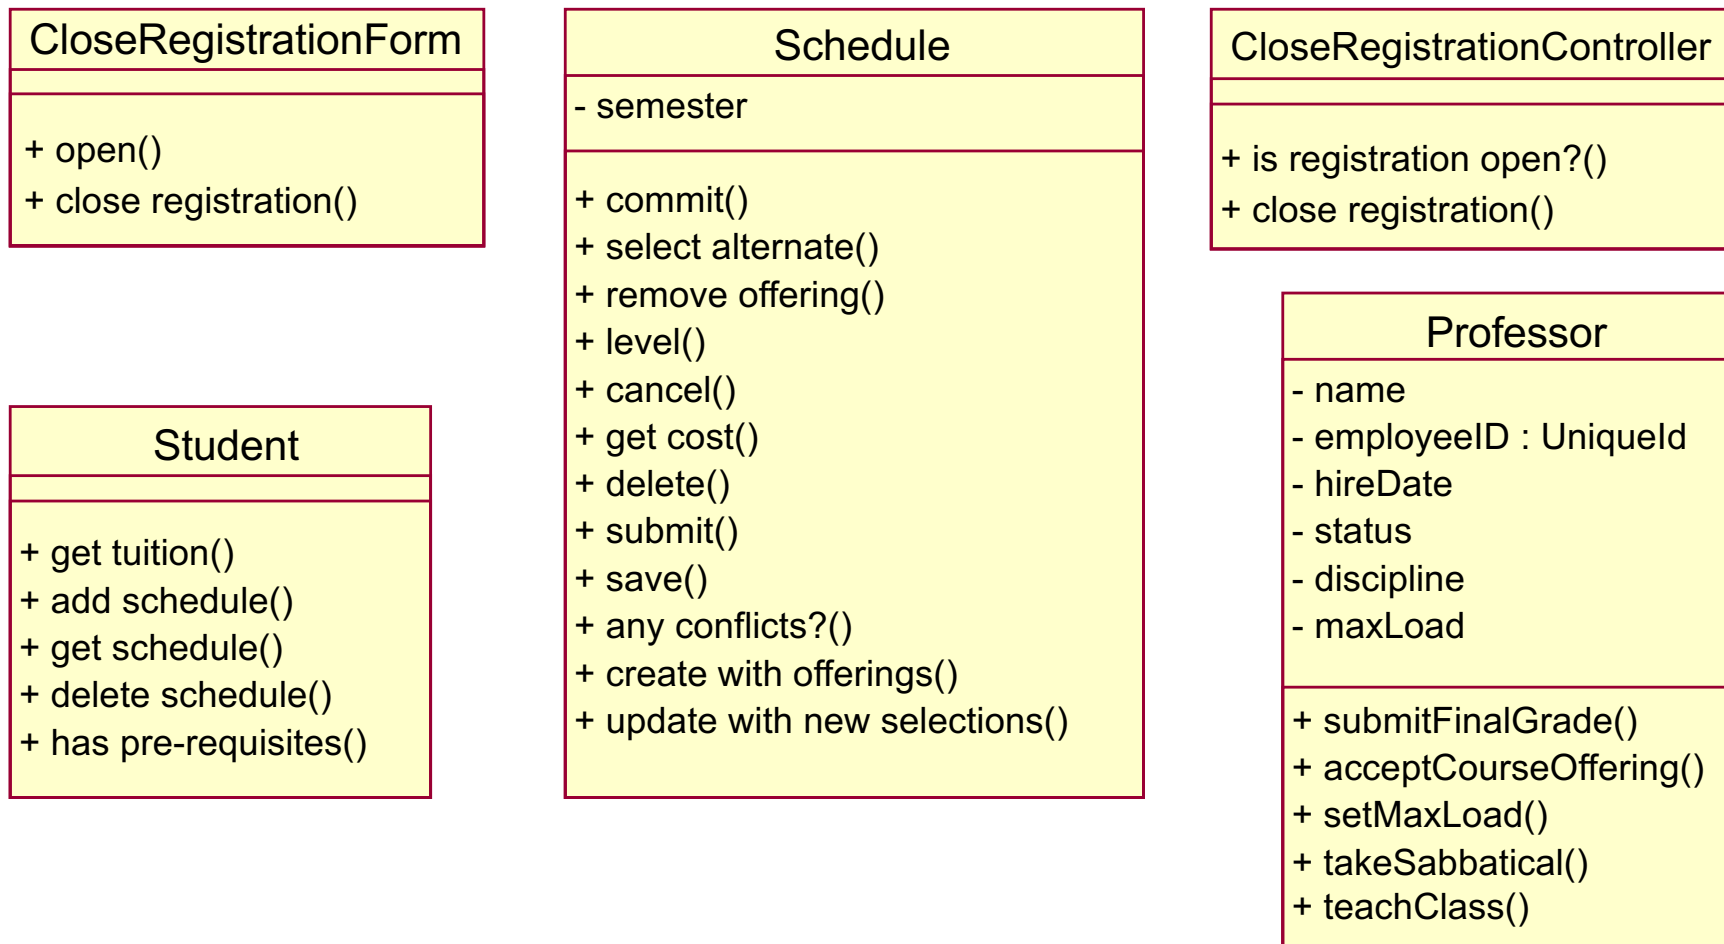 CloseRegistrationForm
+ open()
+ close registration()
Schedule
- semester
+ commit()
+ select alternate()
+ remove offering()
+ level()
+ cancel()
+ get cost()
+ delete()
+ submit()
+ save()
+ any conflicts?()
+ create with offerings()
+ update with new selections()
CloseRegistrationController
+ is registration open?()
+ close registration()
Student
+ get tuition()
+ add schedule()
+ get schedule()
+ delete schedule()
+ has pre-requisites()
Professor
- name
- employeeID : UniqueId
- hireDate
- status
- discipline
- maxLoad
+ submitFinalGrade()
+ acceptCourseOffering()
+ setMaxLoad()
+ takeSabbatical()
+ teachClass()